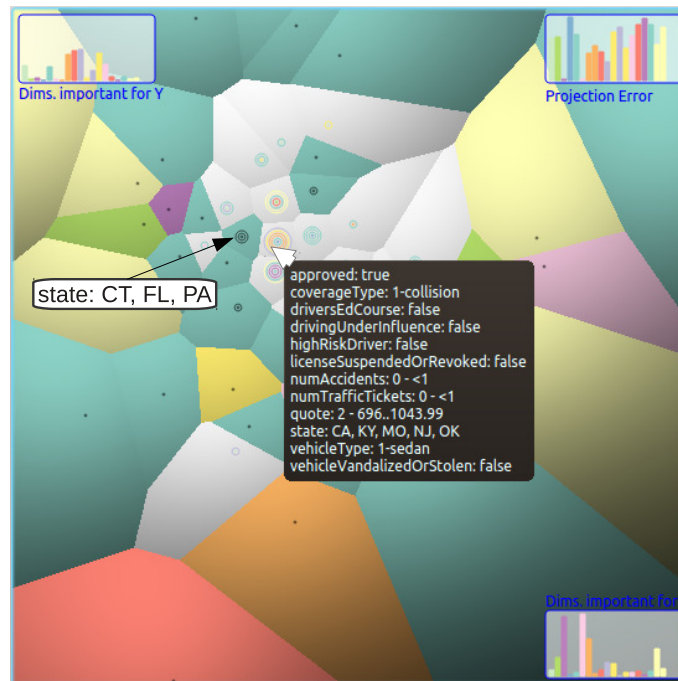 Dims. important for Y
Projection Error
state: CT, FL, PA
approved: true
coverageType: 1-collision
driversEdCourse: false
drivingUnderInfluence: false
highRiskDriver: false
licenseSuspendedOrRevoked: false
numAccidents: 0 - <1
numTrafficTickets: 0 - <1
quote: 2 - 696..1043.99
state: CA, KY, MO, NJ, OK
vehicleType: 1-sedan
vehicleVandalizedOrStolen: false
Dims. important for